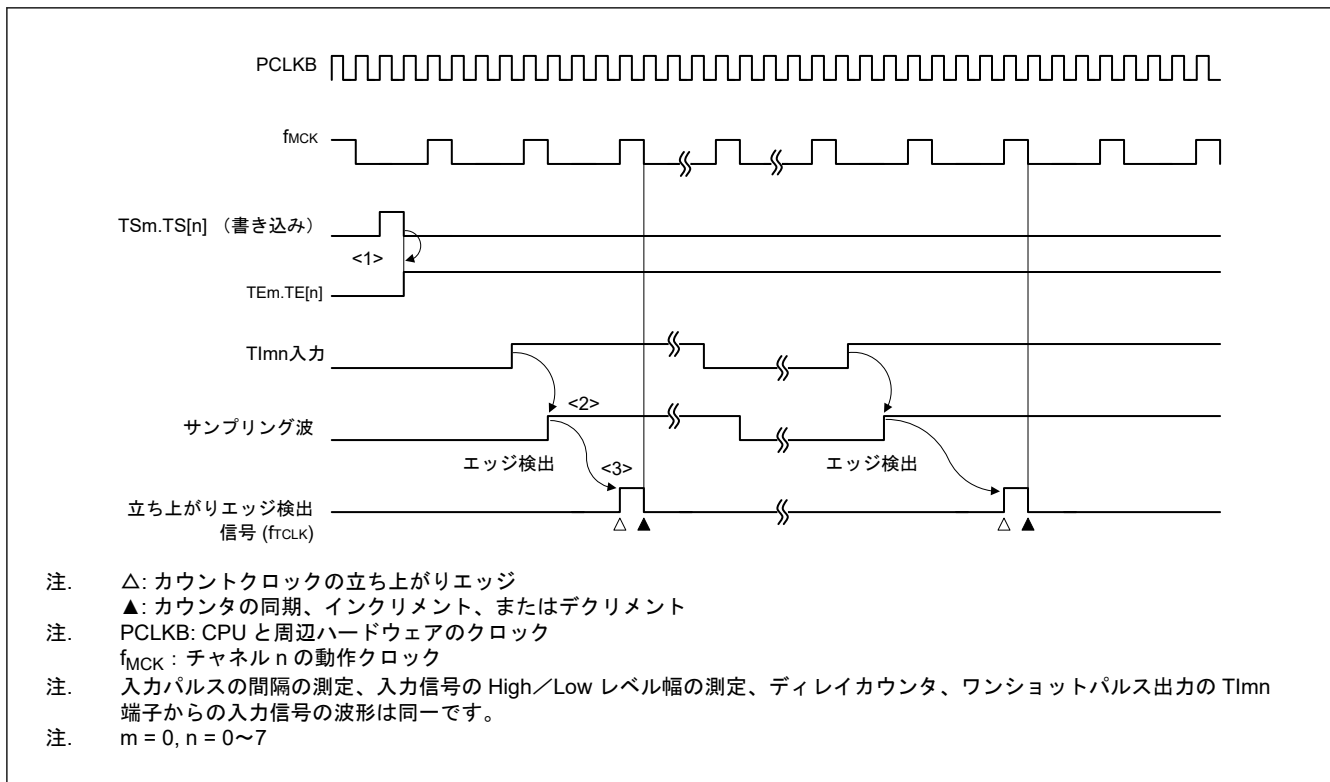 PCLKB
fMCK
TSm.TS[n] （書き込み）
<1>
TEm.TE[n]
TImn入力
<2>
サンプリング波
エッジ検出
<3>
エッジ検出
立ち上がりエッジ検出
信号 (fTCLK)
△ ▲ △ ▲
注. △: カウントクロックの立ち上がりエッジ
▲: カウンタの同期、インクリメント、またはデクリメント
注. PCLKB: CPU と周辺ハードウェアのクロック
fMCK：チャネル n の動作クロック
注. 入力パルスの間隔の測定、入力信号の High／Low レベル幅の測定、ディレイカウンタ、ワンショットパルス出力の TImn
端子からの入力信号の波形は同一です。
注. m = 0, n = 0～7